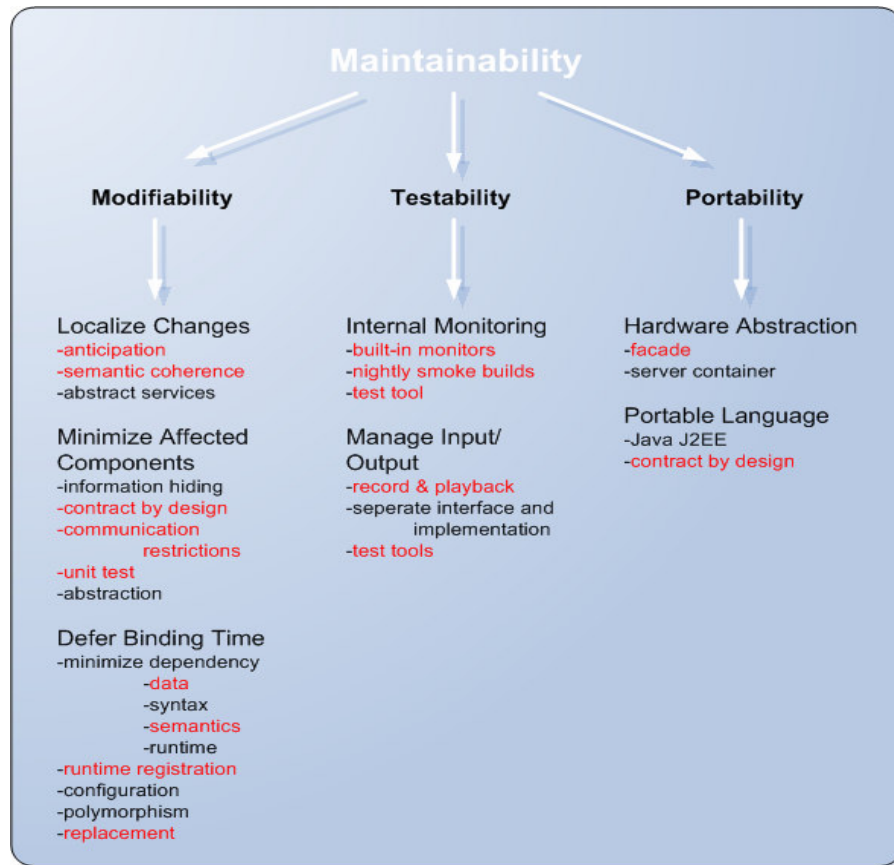 Maintainability
Modifiability
Testability
Portability
Localize Changes
-anticipation
-semantic coherence
-abstract services
Minimize Affected
Components
-information hiding
-contract by design
-communication
restrictions
-unit test
-abstraction
Defer Binding Time
-minimize dependency
-data
-syntax
-semantics
-runtime
-runtime registration
-configuration
-polymorphism
-replacement
Internal Monitoring
-built-in monitors
-nightly smoke builds
-test tool
Manage Input/
Output
-record & playback
-seperate interface and
implementation
-test tools
Hardware Abstraction
-facade
-server container
Portable Language
-Java J2EE
-contract by design